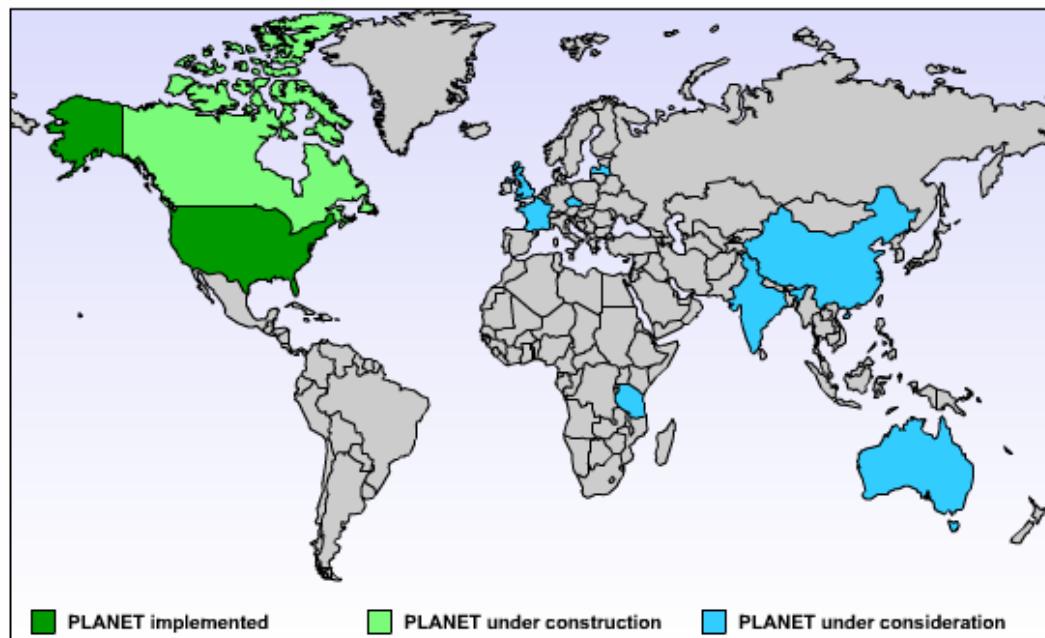 PLANET implemented
PLANET under construction
PLANET under consideration